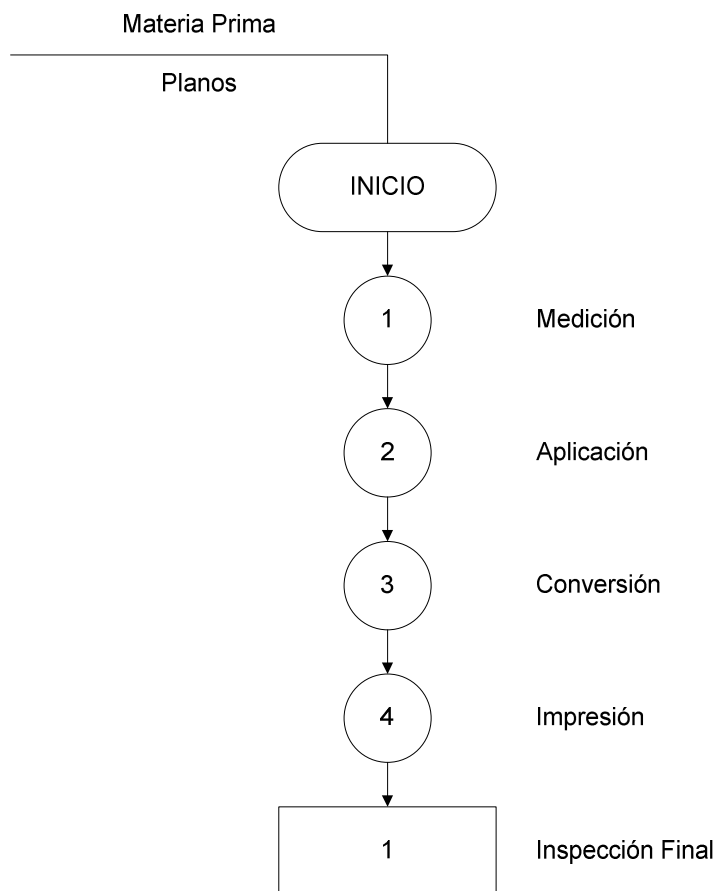 Materia Prima
Planos
INICIO
1 Medición
2 Aplicación
3 Conversión
4 Impresión
1 Inspección Final